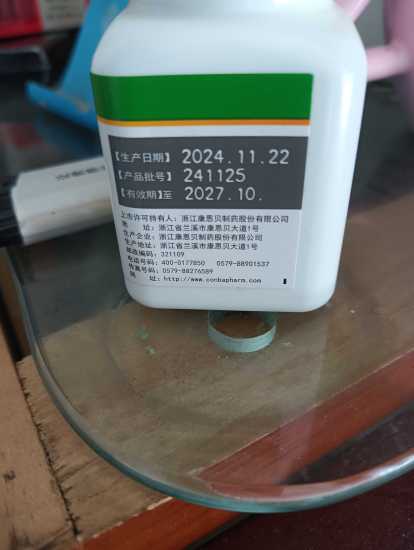 【生产日期】 2024.11.22
【产品批号】 241125
【有效期】至 2027.10.
上市许可持有人：浙江康恩贝制药股份有限公司
地 址：浙江省兰溪市康恩贝大道1号
生产企业：浙江康恩贝制药股份有限公司
生产地址：浙江省兰溪市康恩贝大道1号
邮政编码：321109
电话号码：400-0177850 0579-88901537
传真号码：0579-88276589
网 址：http://www.conbapharm.com